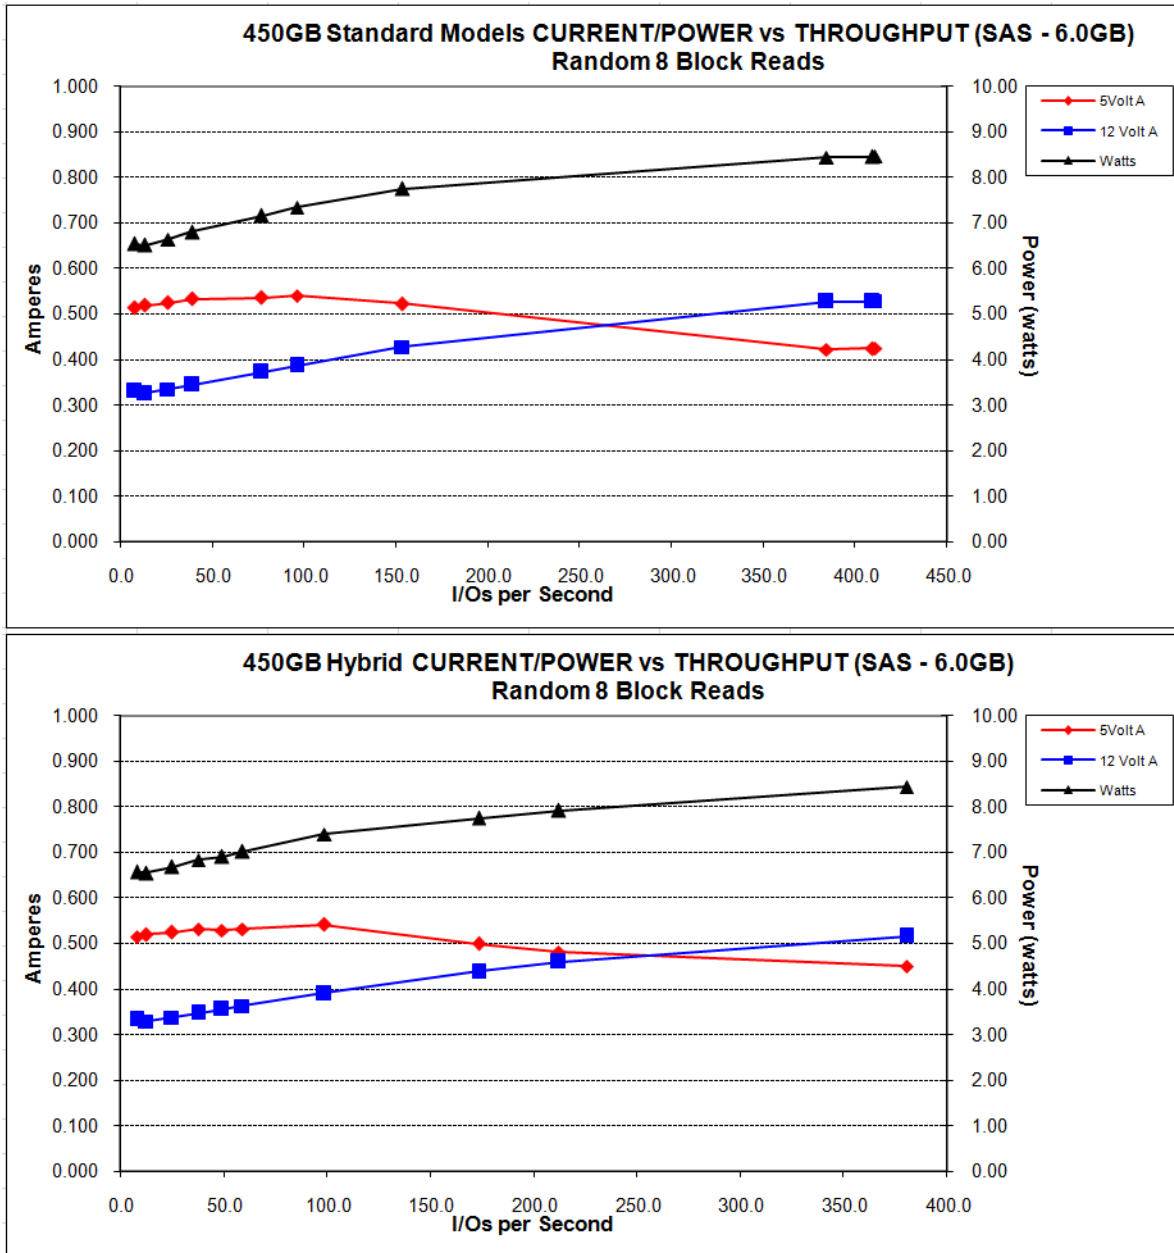 450GB Standard Models CURRENT/POWER vs THROUGHPUT (SAS - 6.0GB)
Random 8 Block Reads
1.000
0.900
0.800
0.700
0.600
0.500
0.400
0.300
0.200
0.100
0.000
Amperes
10.00
9.00
8.00
7.00
6.00
5.00
4.00
3.00
2.00
1.00
0.00
Power (watts)
5Volt A
12 Volt A
Watts
0.0 50.0 100.0 150.0 200.0 250.0 300.0 350.0 400.0 450.0
I/Os per Second
450GB Hybrid CURRENT/POWER vs THROUGHPUT (SAS - 6.0GB)
Random 8 Block Reads
1.000
0.900
0.800
0.700
0.600
0.500
0.400
0.300
0.200
0.100
0.000
Amperes
10.00
9.00
8.00
7.00
6.00
5.00
4.00
3.00
2.00
1.00
0.00
Power (watts)
5Volt A
12 Volt A
Watts
0.0 50.0 100.0 150.0 200.0 250.0 300.0 350.0 400.0
I/Os per Second